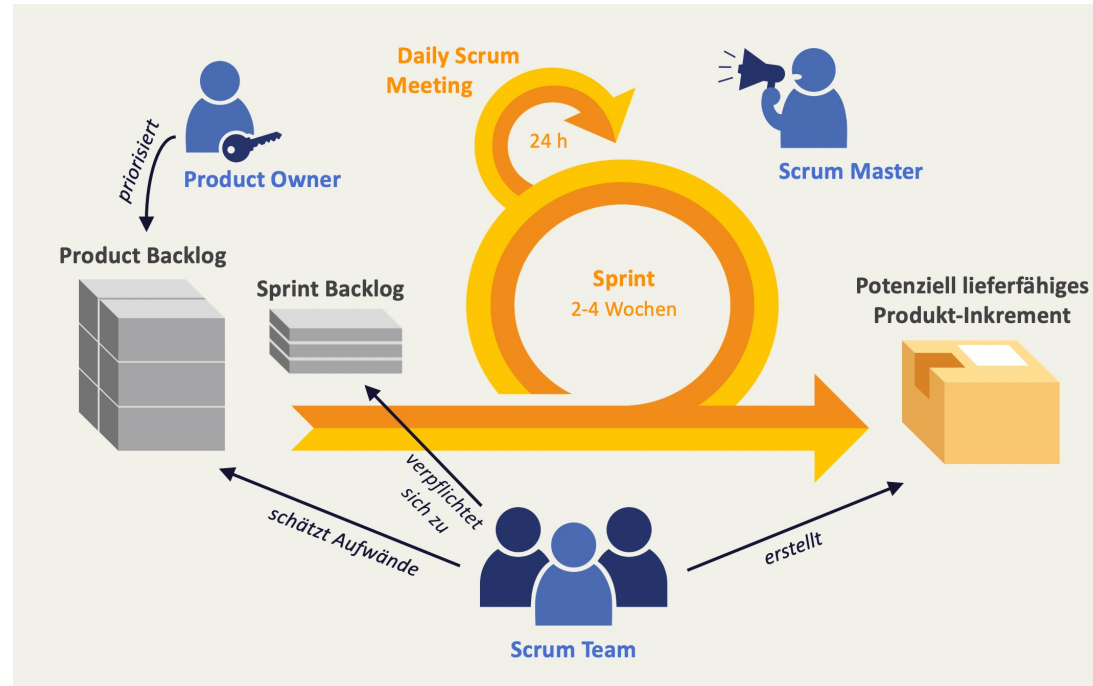 Daily Scrum
Meeting
24 h
Product Owner
Scrum Master
priorisiert
Product Backlog
Sprint Backlog
Sprint
2-4 Wochen
Potenziell lieferfähiges
Produkt-Inkrement
verpflichtet
sich zu
schätzt Aufwände
erstellt
Scrum Team